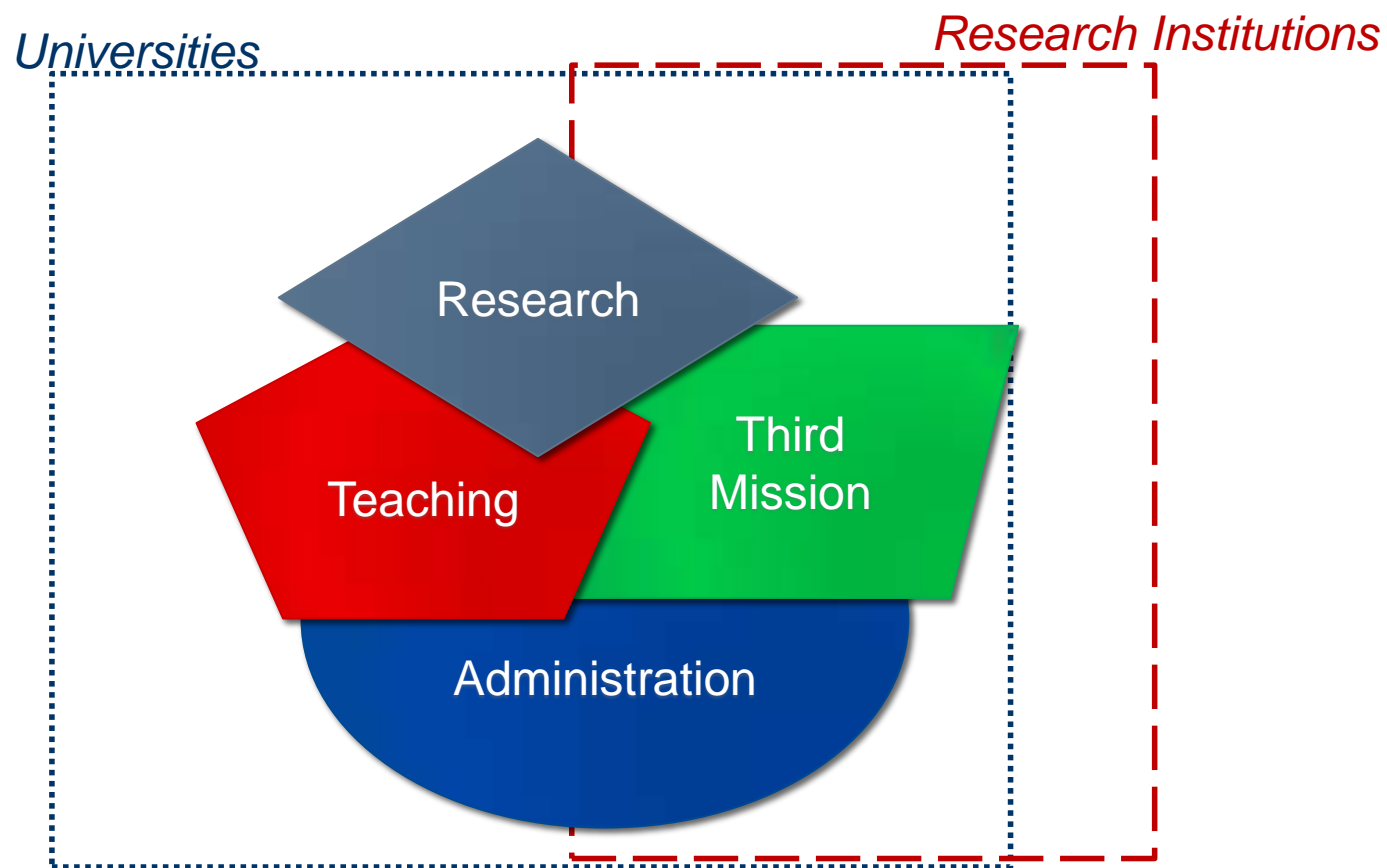 Universities
Research Institutions
Research
Third
Mission
Teaching
Administration